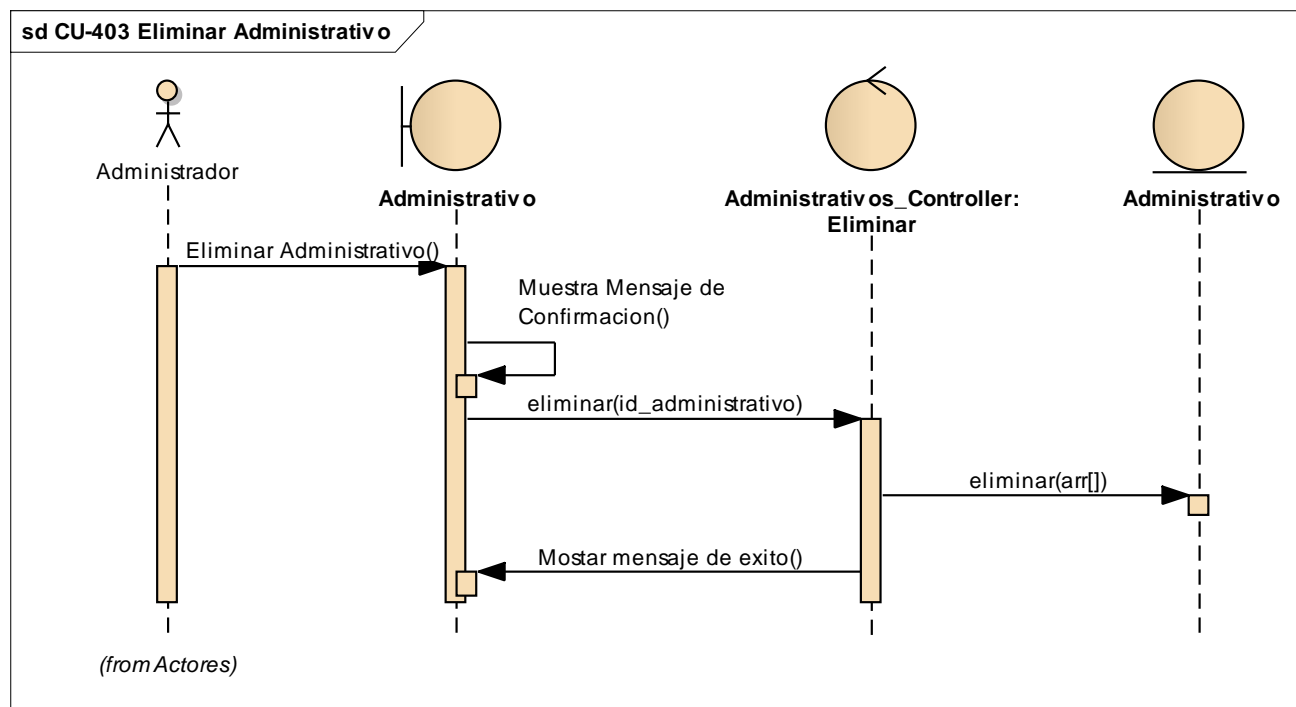 sd CU-403 Eliminar Administrativo
Administrador
Administrativo
Administrativos_Controller:
Eliminar
Administrativo
Eliminar Administrativo()
Muestra Mensaje de
Confirmacion()
eliminar(id_administrativo)
eliminar(arr[])
Mostar mensaje de exito()
(from Actores)